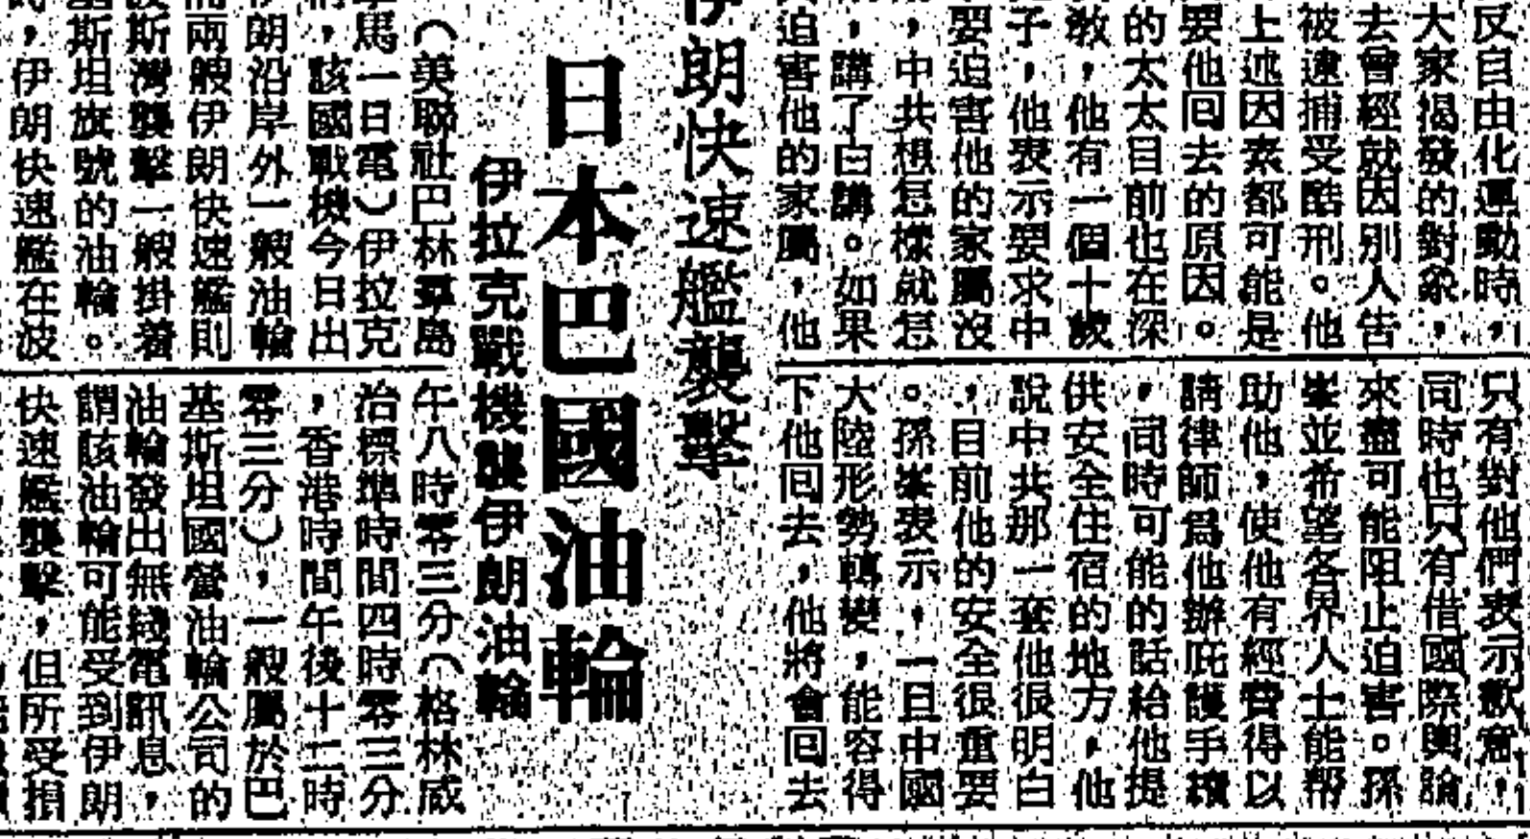 反自由化運動時，
大家揭發的對象，
去曾經就因別人告
被逮捕受酷刑。他
上述因素都可能是
要他回去的原因。
的太太目前也在深
教，他有一個十歲
子，他表示要求中
要迫害他的家屬沒
，中共想怎樣就怎
，講了白講。如果
迫害他的家屬，他
只有對他們表示歉意，
同時也只有借國際輿論
來盡可能阻止迫害。孫
峯並希望各界人士能幫
助他，使他有經費得以
請律師爲他辦庇護手續
，同時可能的話給他提
供安全住宿的地方，他
說中共那一套他很明白
，目前他的安全很重要
。孫峯表示，一旦中國
大陸形勢轉變，能容得
下他回去，他將會回去
伊朗快速艦襲擊
日本巴國油輪
伊拉克戰機襲伊朗油輪
（美聯社巴林羣島
馬一日電）伊拉克
，該國戰機今日出
朗沿岸外一艘油輪
兩艘伊朗快速艦則
斯灣襲擊一艘掛着
斯坦旗號的油輪。
，伊朗快速艦在波
午八時零三分（格林威
治標準時間四時零三分
，香港時間午後十二時
零三分），一艘屬於巴
基斯坦國營油輪公司的
油輪發出無綫電訊息，
謂該油輪可能受到伊朗
快速艦襲擊，但所受損